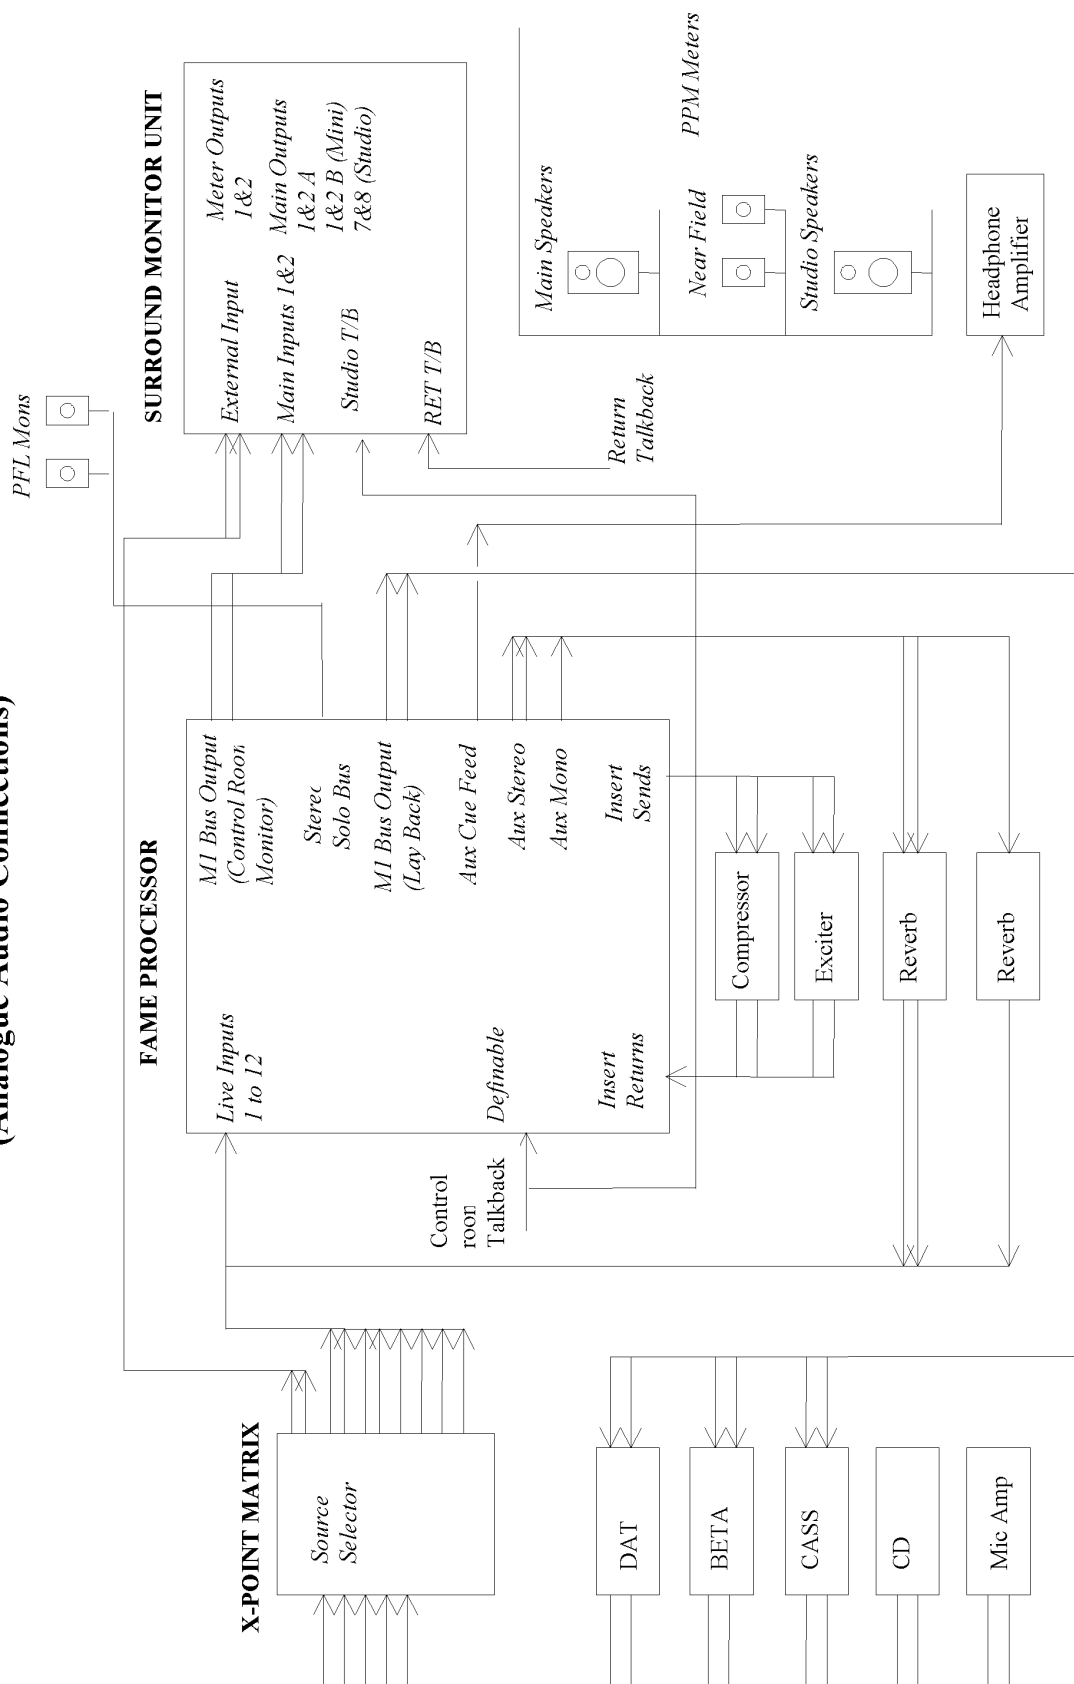 (Analogue Audio Connections)
X-POINT MATRIX
Source
Selector
DAT
BETA
CASS
CD
Mic Amp
FAME PROCESSOR
Live Inputs
1 to 12
Definable
Insert
Returns
M1 Bus Output
(Control Room
Monitor)
Stereo
Solo Bus
M1 Bus Output
(Lay Back)
Aux Cue Feed
Aux Stereo
Aux Mono
Insert
Sends
Control
room
Talkback
Compressor
Exciter
Reverb
Reverb
PFL Mons
SURROUND MONITOR UNIT
External Input
Main Inputs 1&2
Studio T/B
RET T/B
Meter Outputs
1&2
Main Outputs
1&2 A
1&2 B (Mini)
7&8 (Studio)
Return
Talkback
Main Speakers
Near Field
Studio Speakers
PPM Meters
Headphone
Amplifier